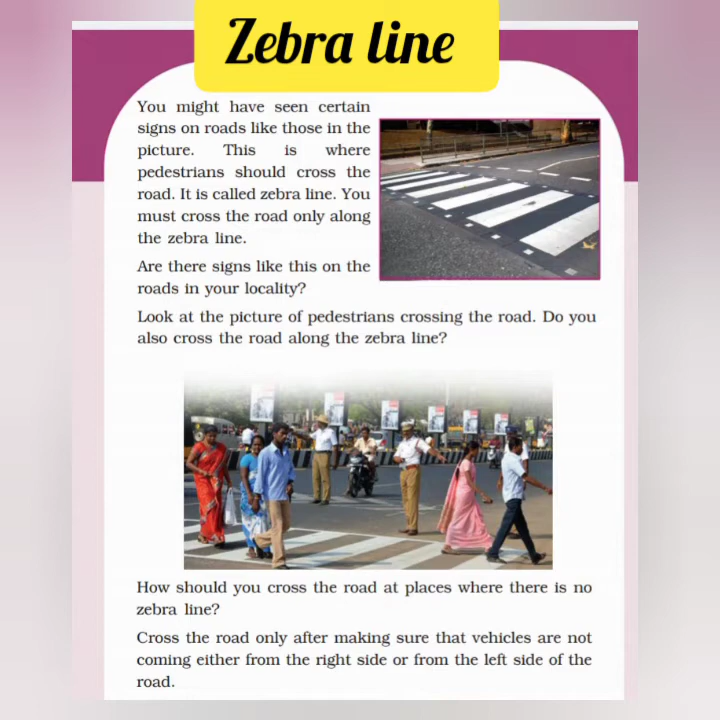 Zebra line
You might have seen certain
signs on roads like those in the
picture. This is where
pedestrians should cross the
road. It is called zebra line. You
must cross the road only along
the zebra line.
Are there signs like this on the
roads in your locality?
Look at the picture of pedestrians crossing the road. Do you
also cross the road along the zebra line?
How should you cross the road at places where there is no
zebra line?
Cross the road only after making sure that vehicles are not
coming either from the right side or from the left side of the
road.